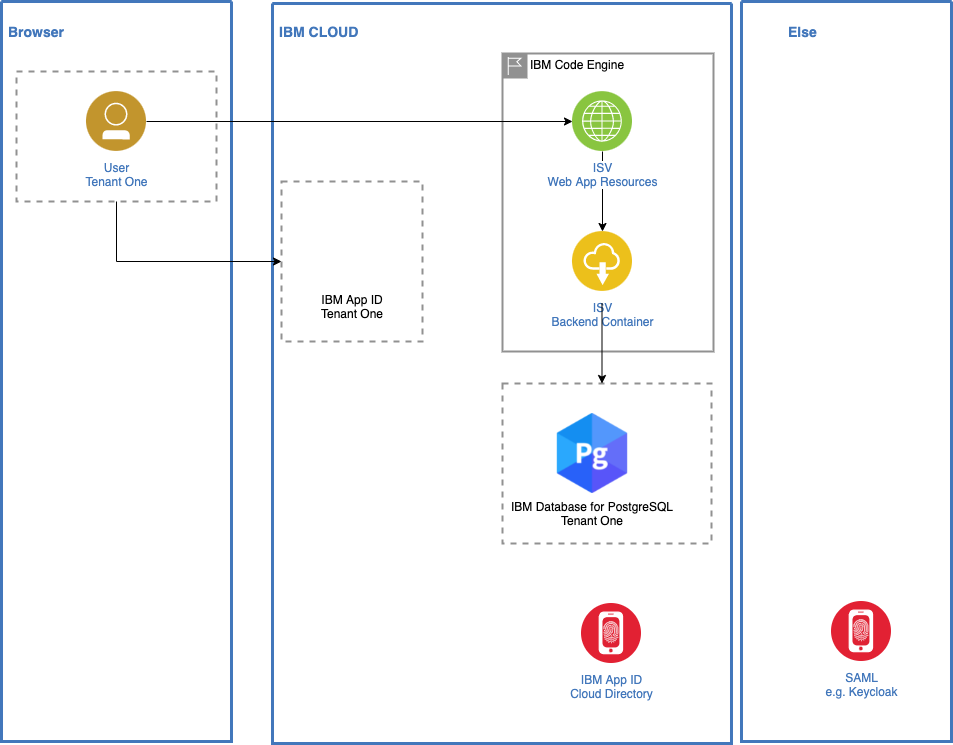 Browser
IBM CLOUD
Else
IBM Code Engine
User
Tenant One
ISV
Web App Resources
IBM App ID
Tenant One
ISV
Backend Container
Pg
IBM Database for PostgreSQL
Tenant One
IBM App ID
Cloud Directory
SAML
e.g. Keycloak